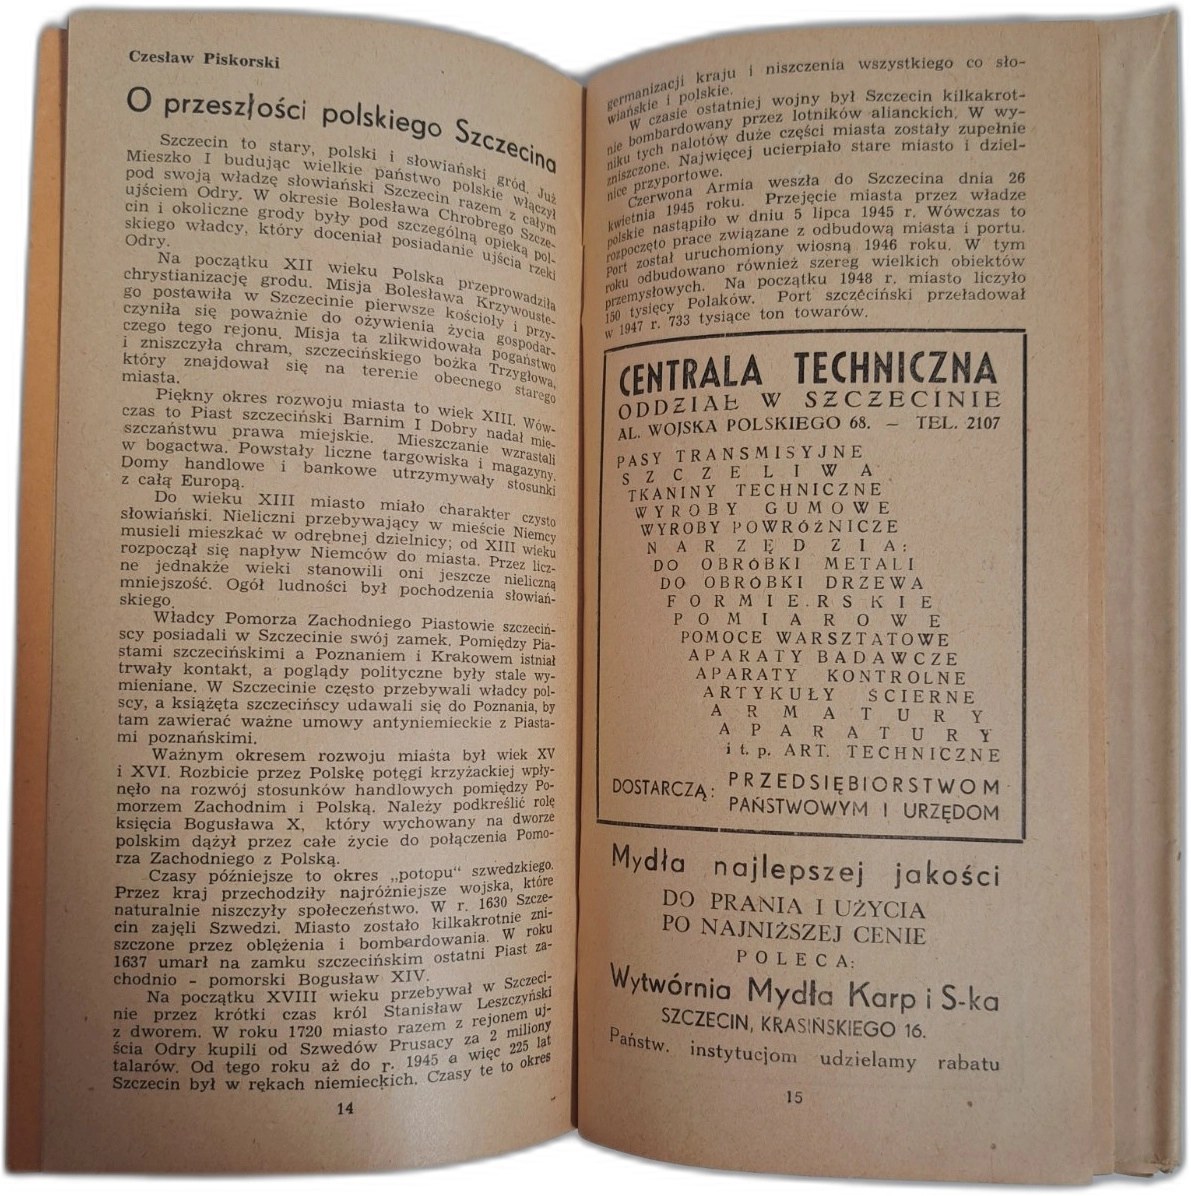 Czesław Piskorski
O przeszłości polskiego Szczecina
Szczecin to stary, polski i słowiański gród. Już
Mieszko I budując wielkie państwo polskie włączył
pod swoją władzę słowiański Szczecin razem z całym
ujściem Odry. W okresie Bolesława Chrobrego Szcze-
cin i okoliczne grody były pod szczególną opieką pol-
skiego władcy, który doceniał posiadanie ujścia rzeki
Odry.
Na początku XII wieku Polska przeprowadziła
chrystianizację grodu. Misja Bolesława Krzywouste-
go postawiła w Szczecinie pierwsze kościoły i przy-
czyniła się poważnie do ożywienia życia gospodar-
czego tego rejonu. Misja ta zlikwidowała pogaństwo
i zniszczyła chram, szczecińskiego bożka Trzygłowa,
który znajdował się na terenie obecnego starego
miasta.
Piękny okres rozwoju miasta to wiek XIII. Wów-
czas to Piast szczeciński Barnim I Dobry nadał mie-
szczaństwu prawa miejskie. Mieszczanie wzrastali
w bogactwa. Powstały liczne targowiska i magazyny.
Domy handlowe i bankowe utrzymywały stosunki
z całą Europą.
Do wieku XIII miasto miało charakter czysto
słowiański. Nieliczni przebywający w mieście Niemcy
musieli mieszkać w odrębnej dzielnicy; od XIII wieku
rozpoczął się napływ Niemców do miasta. Przez licz-
ne jednakże wieki stanowili oni jeszcze nieliczną
mniejszość. Ogół ludności był pochodzenia słowiań-
skiego.
Władcy Pomorza Zachodniego Piastowie szczeciń-
scy posiadali w Szczecinie swój zamek. Pomiędzy Pia-
stami szczecińskimi a Poznaniem i Krakowem istniał
trwały kontakt, a poglądy polityczne były stale wy-
mieniane. W Szczecinie często przebywali władcy pol-
scy, a książęta szczecińscy udawali się do Poznania, by
tam zawierać ważne umowy antyniemieckie z Piasta-
mi poznańskimi.
Ważnym okresem rozwoju miasta był wiek XV
i XVI. Rozbicie przez Polskę potęgi krzyżackiej wpły-
nęło na rozwój stosunków handlowych pomiędzy Po-
morzem Zachodnim i Polską. Należy podkreślić rolę
księcia Bogusława X, który wychowany na dworze
polskim dążył przez całe życie do połączenia Pomo-
rza Zachodniego z Polską.
Czasy późniejsze to okres „potopu" szwedzkiego.
Przez kraj przechodziły najróżniejsze wojska, które
naturalnie niszczyły społeczeństwo. W r. 1630 Szcze-
cin zajęli Szwedzi. Miasto zostało kilkakrotnie zni-
szczone przez oblężenia i bombardowania. W roku
1637 umarł na zamku szczecińskim ostatni Piast za-
chodnio - pomorski Bogusław XIV.
Na początku XVIII wieku przebywał w Szczeci-
nie przez krótki czas król Stanisław Leszczyński
z dworem. W roku 1720 miasto razem z rejonem uj-
ścia Odry kupili od Szwedów Prusacy za 2 miliony
talarów. Od tego roku aż do r. 1945 a więc 225 lat
Szczecin był w rękach niemieckich. Czasy te to okres
14
germanizacji kraju i niszczenia wszystkiego co sło-
wiańskie i polskie.
W czasie ostatniej wojny był Szczecin kilkakrot-
nie bombardowany przez lotników alianckich. W wy-
niku tych nalotów duże części miasta zostały zupełnie
zniszczone. Najwięcej ucierpiało stare miasto i dziel-
nice przyportowe.
Czerwona Armia weszła do Szczecina dnia 26
kwietnia 1945 roku. Przejęcie miasta przez władze
polskie nastąpiło w dniu 5 lipca 1945 r. Wówczas to
rozpoczęto prace związane z odbudową miasta i portu.
Port został uruchomiony wiosną 1946 roku. W tym
roku odbudowano również szereg wielkich obiektów
przemysłowych. Na początku 1948 r. miasto liczyło
150 tysięcy Polaków. Port szczéciński przeładował
w 1947 r. 733 tysiące ton towarów.
CENTRALA TECHNICZNA
ODDZIAŁ W SZCZECINIE
AL. WOJSKA POLSKIEGO 68. — TEL. 2107
PASY TRANSMISYJNE
SZCZELIWA
TKANINY TECHNICZNE
WYROBY GUMOWE
WYROBY POWRÓŹNICZE
NARZĘDZIA:
DO OBRÓBKI METALI
DO OBRÓBKI DRZEWA
FORMIERSKIE
POMIAROWE
POMOCE WARSZTATOWE
APARATY BADAWCZE
APARATY KONTROLNE
ARTYKUŁY ŚCIERNE
ARMATURY
APARATURY
i t. p. ART. TECHNICZNE
DOSTARCZĄ: PRZEDSIĘBIORSTWOM
PAŃSTWOWYM I URZĘDOM
Mydła najlepszej jakości
DO PRANIA I UŻYCIA
PO NAJNIŻSZEJ CENIE
POLECA:
Wytwórnia Mydła Karp i S-ka
SZCZECIN, KRASIŃSKIEGO 16.
Państw. instytucjom udzielamy rabatu
15